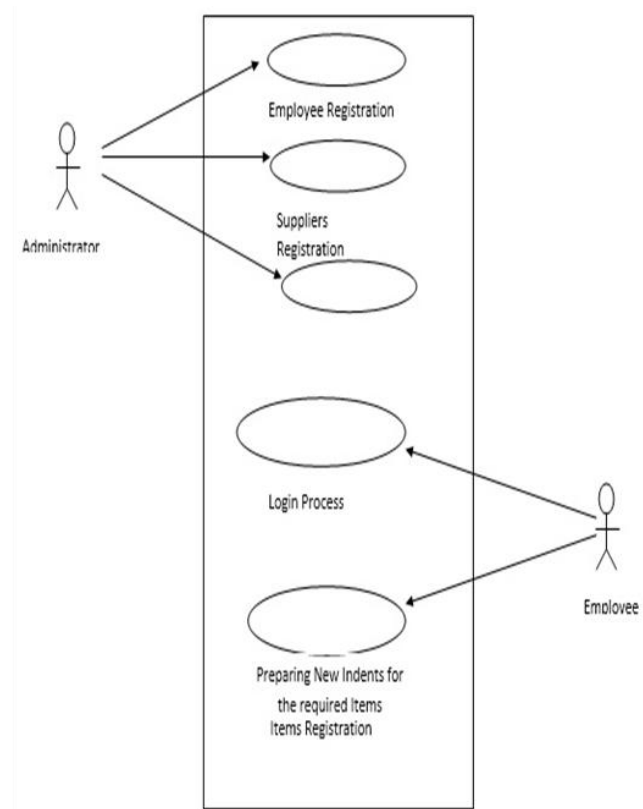 Employee Registration
Suppliers
Registration
Administrator
Login Process
Employee
Preparing New Indents for
the required Items
Items Registration